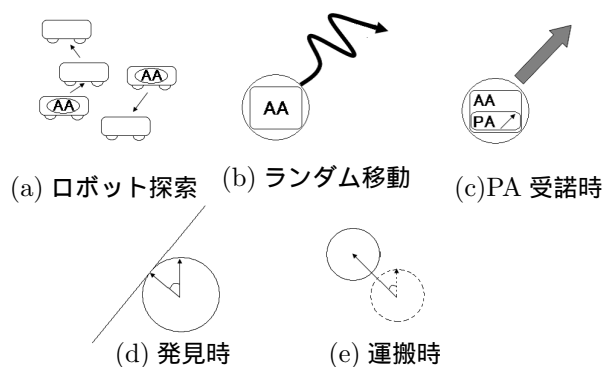 AA
AA
(a) ロボット探索
AA
(b) ランダム移動
AA
PA
(c)PA 受諾時
(d) 発見時
(e) 運搬時